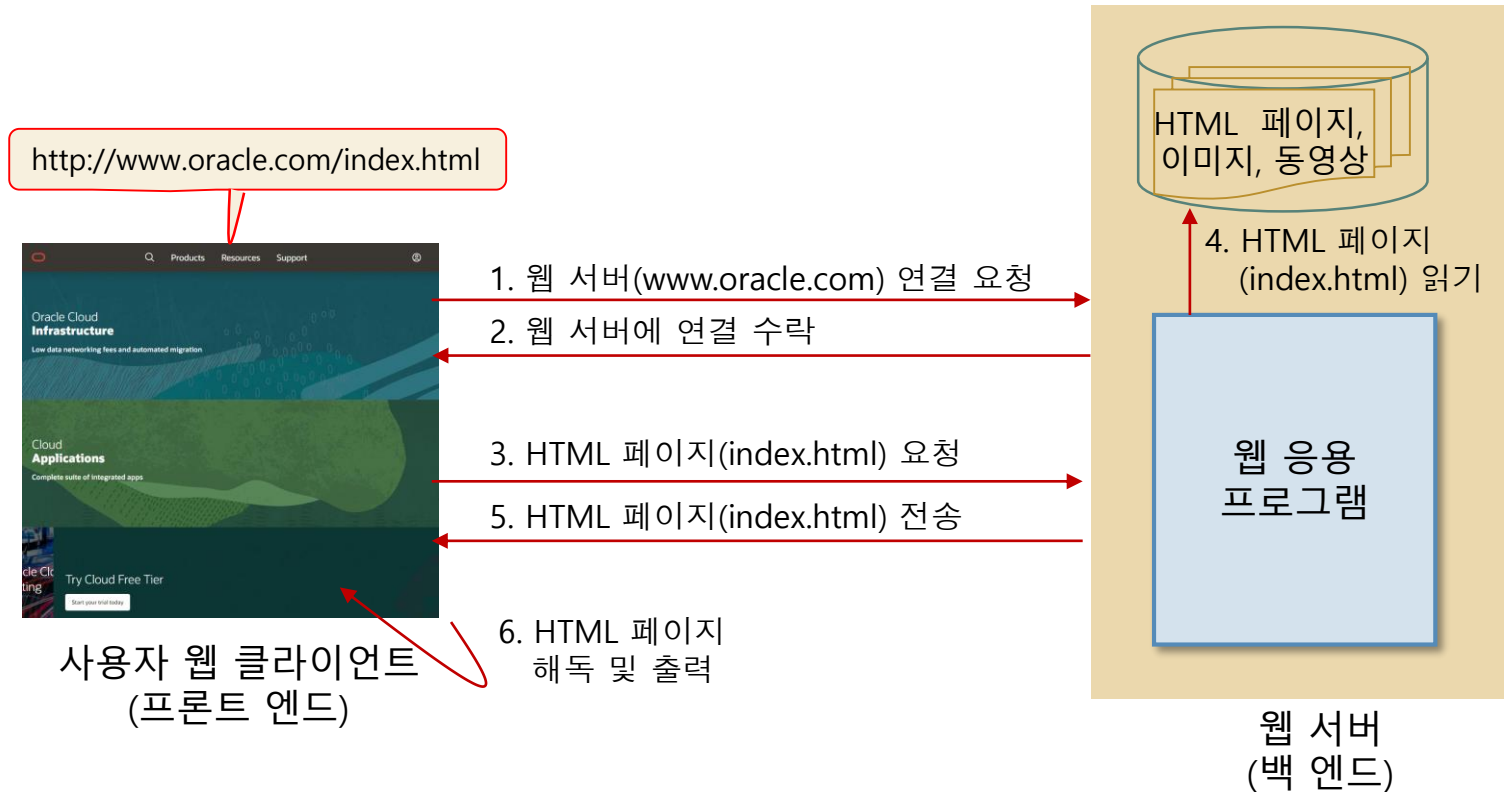 HTML 페이지,
이미지, 동영상
http://www.oracle.com/index.html
4. HTML 페이지
(index.html) 읽기
Products Resources Support
1. 웹 서버(www.oracle.com) 연결 요청
Oracle Cloud
Infrastructure
Low data networking fees and automated migration
2. 웹 서버에 연결 수락
Cloud
Applications
Complete suite of integrated apps
3. HTML 페이지(index.html) 요청
웹 응용
프로그램
5. HTML 페이지(index.html) 전송
cle Clo
ting
Try Cloud Free Tier
Start your trial today
6. HTML 페이지
해독 및 출력
사용자 웹 클라이언트
(프론트 엔드)
웹 서버
(백 엔드)